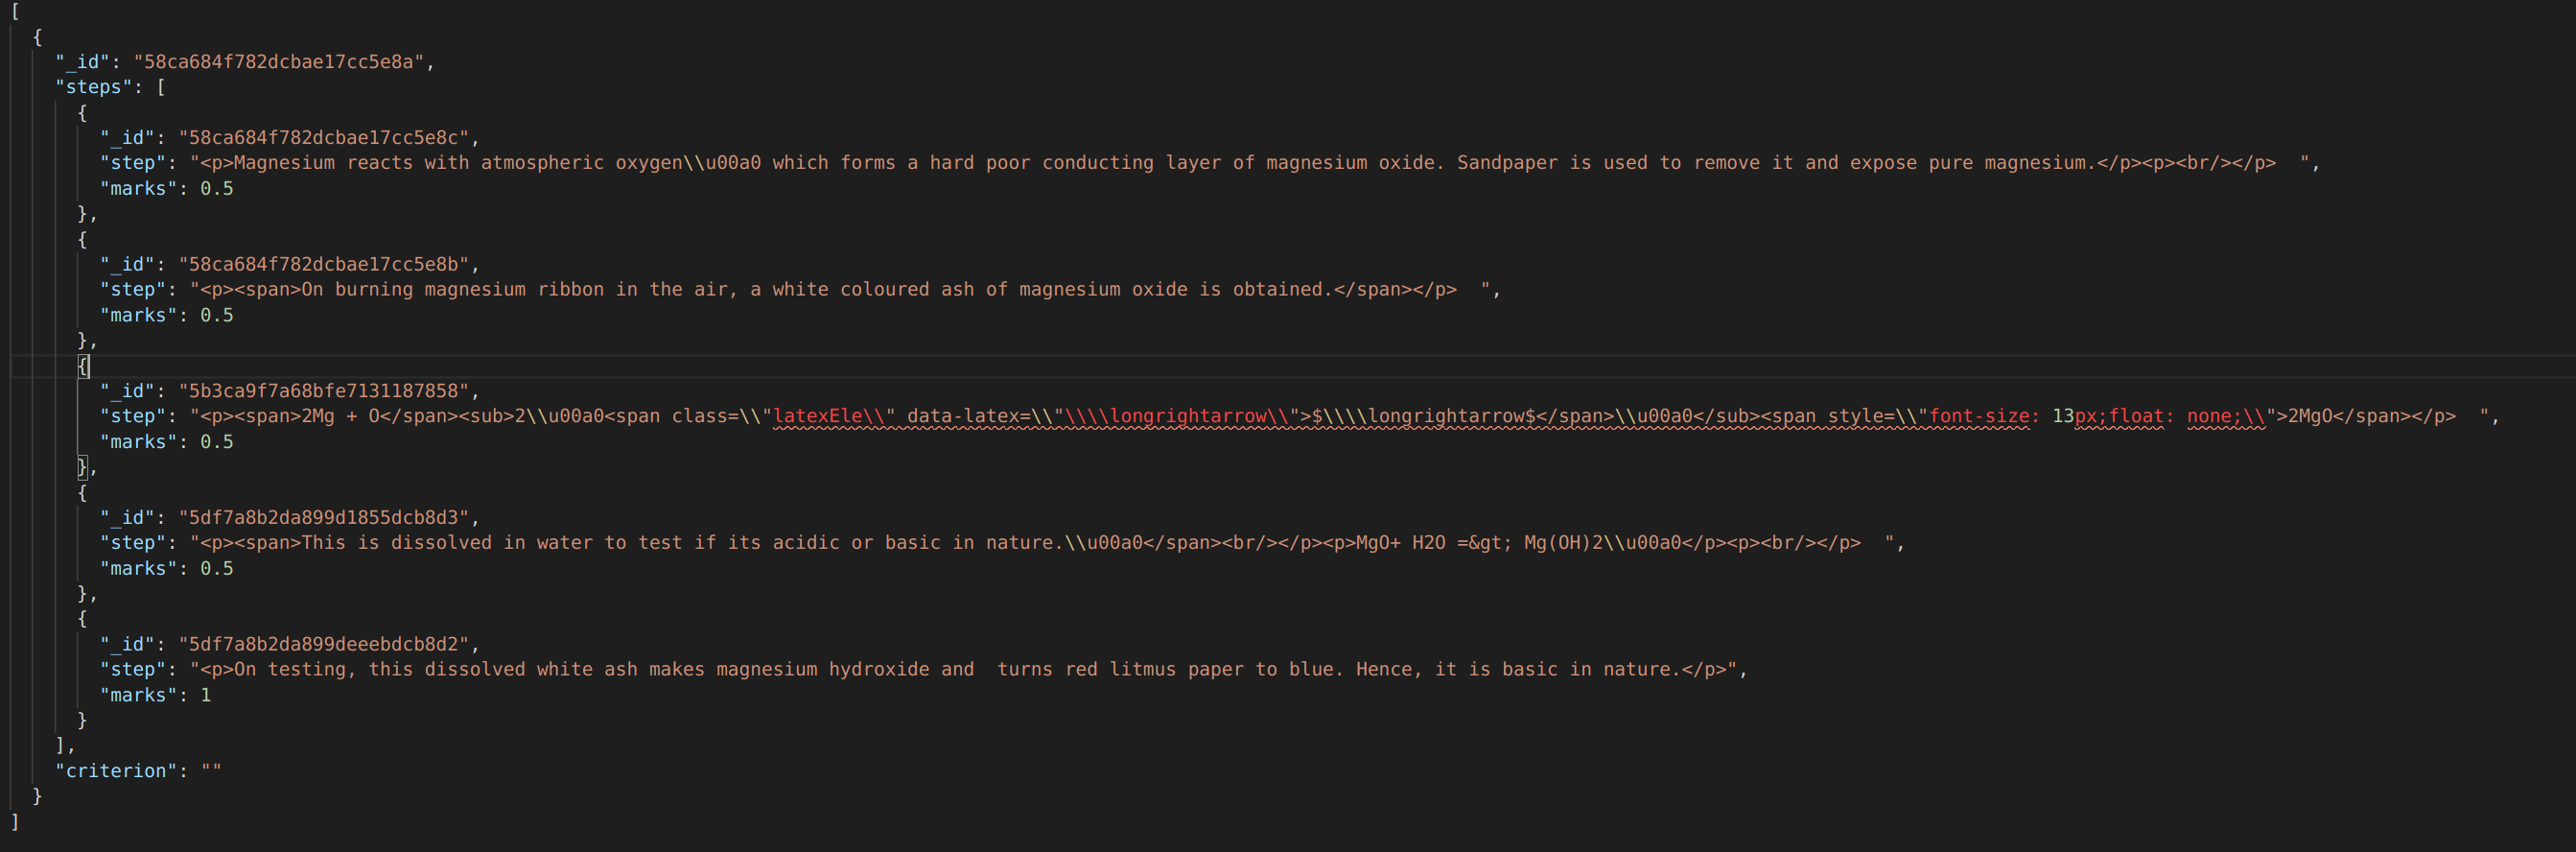 [
  {
    "_id": "58ca684f782dcbae17cc5e8a",
    "steps": [
      {
        "_id": "58ca684f782dcbae17cc5e8c",
        "step": "<p>Magnesium reacts with atmospheric oxygen\\u00a0 which forms a hard poor conducting layer of magnesium oxide. Sandpaper is used to remove it and expose pure magnesium.</p><p><br/></p>  ",
        "marks": 0.5
      },
      {
        "_id": "58ca684f782dcbae17cc5e8b",
        "step": "<p><span>On burning magnesium ribbon in the air, a white coloured ash of magnesium oxide is obtained.</span></p>  ",
        "marks": 0.5
      },
      {
        "_id": "5b3ca9f7a68bfe7131187858",
        "step": "<p><span>2Mg + O</span><sub>2\\u00a0<span class=\\"latexEle\\" data-latex=\\"\\\\longrightarrow\\">$\\\\longrightarrow$</span>\\u00a0</sub><span style=\\"font-size: 13px;float: none;\\">2MgO</span></p>  ",
        "marks": 0.5
      },
      {
        "_id": "5df7a8b2da899d1855dcb8d3",
        "step": "<p><span>This is dissolved in water to test if its acidic or basic in nature.\\u00a0</span><br/></p><p>MgO+ H2O =&gt; Mg(OH)2\\u00a0</p><p><br/></p>  ",
        "marks": 0.5
      },
      {
        "_id": "5df7a8b2da899deeebdcb8d2",
        "step": "<p>On testing, this dissolved white ash makes magnesium hydroxide and  turns red litmus paper to blue. Hence, it is basic in nature.</p>",
        "marks": 1
      }
    ],
    "criterion": ""
  }
]